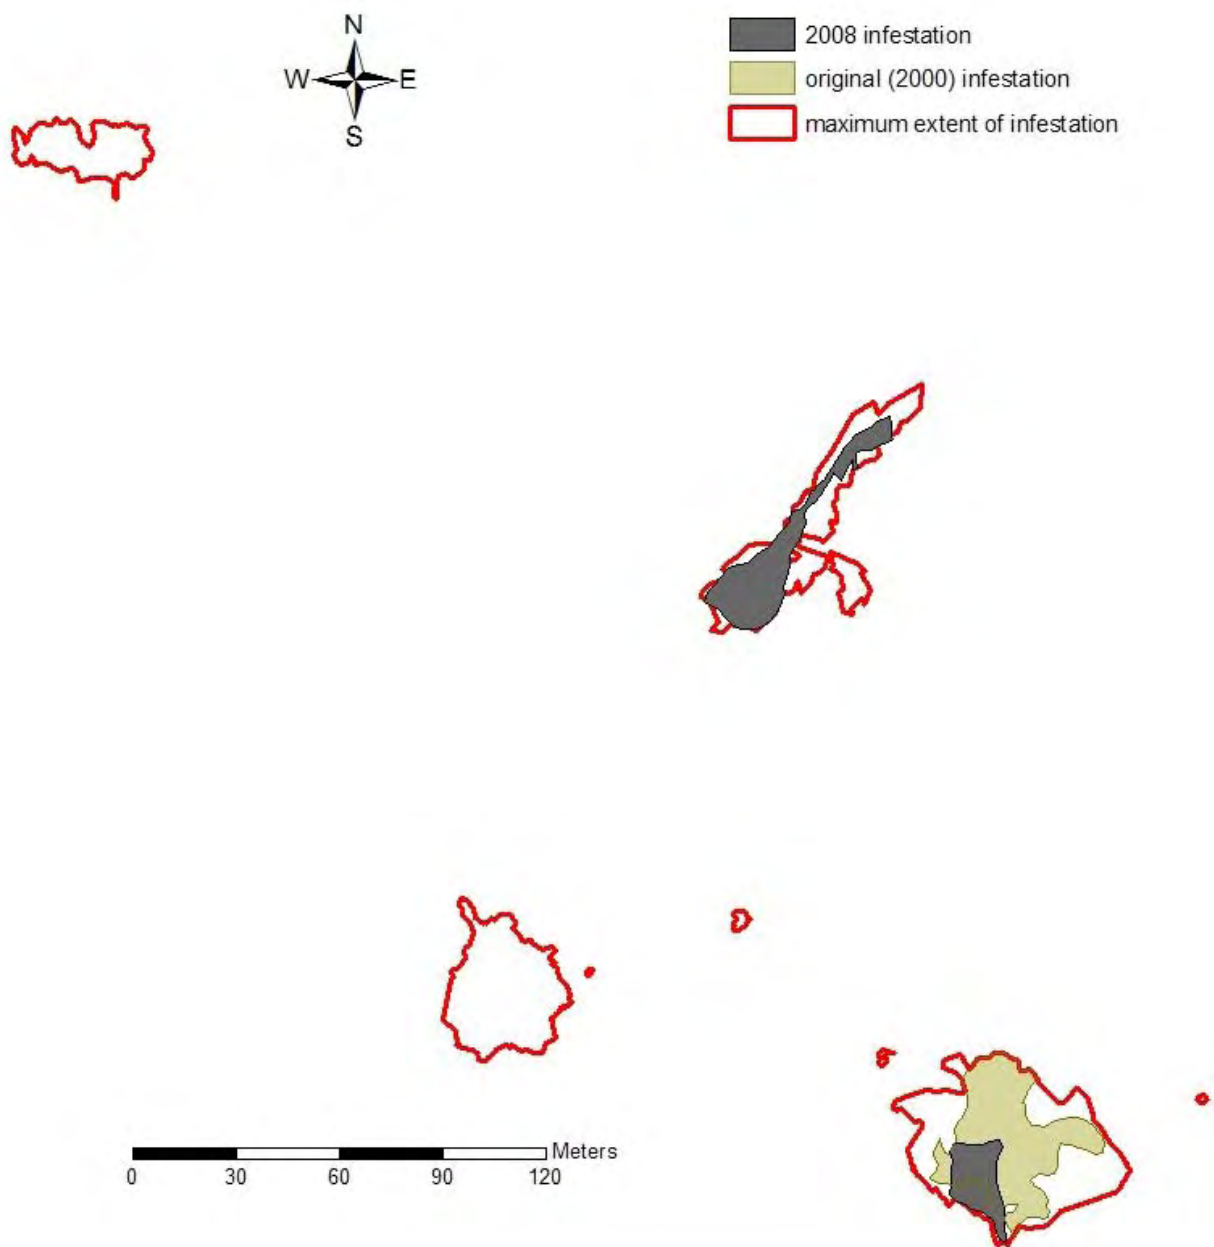 N
W E
S
2008 infestation
original (2000) infestation
maximum extent of infestation
Meters
0 30 60 90 120